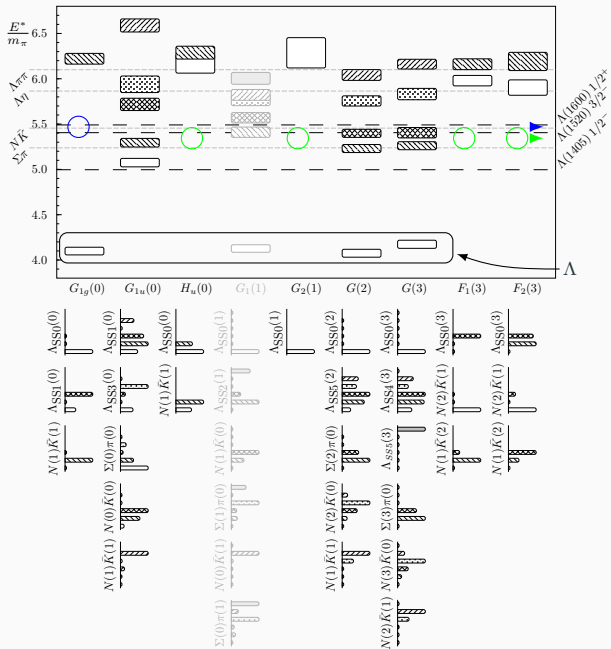 E*
m_π
6.5
6.0
5.5
5.0
4.5
4.0
Λππ
Λη
N K̄
Σπ
Λ(1600) 1/2⁺
Λ(1520) 3/2⁻
Λ(1405) 1/2⁻
Λ
G₁g(0) G₁u(0) Hu(0) G₁(1) G₂(1) G(2) G(3) F₁(3) F₂(3)
ΛSS0(0) ΛSS1(0) ΛSS0(0) ΛSS0(1) ΛSS0(1) ΛSS0(2) ΛSS0(3) ΛSS0(3) ΛSS0(3)
ΛSS1(0) ΛSS3(0) N(1)K̄(1) ΛSS2(1) ΛSS5(2) ΛSS4(3) N(2)K̄(1) N(2)K̄(1)
N(1)K̄(1) Σ(0)π(0) N(1)K̄(0) Σ(2)π(0) ΛSS5(3) N(1)K̄(2) N(1)K̄(2)
N(0)K̄(0) Σ(1)π(0) N(2)K̄(0) Σ(3)π(0)
N(1)K̄(1) N(0)K̄(1) N(1)K̄(1) N(3)K̄(0)
Σ(0)π(1) N(2)K̄(1)